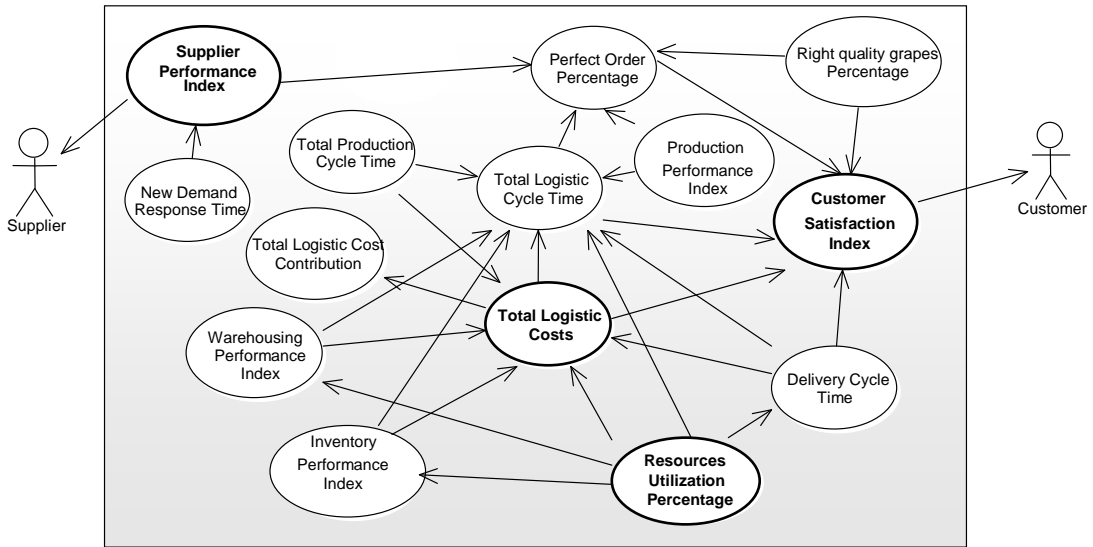 Supplier
Performance
Index
Perfect Order
Percentage
Right quality grapes
Percentage
Total Production
Cycle Time
Production
Performance
Index
Total Logistic
Cycle Time
New Demand
Response Time
Supplier
Customer
Satisfaction
Index
Customer
Total Logistic Cost
Contribution
Total Logistic
Costs
Warehousing
Performance
Index
Delivery Cycle
Time
Inventory
Performance
Index
Resources
Utilization
Percentage